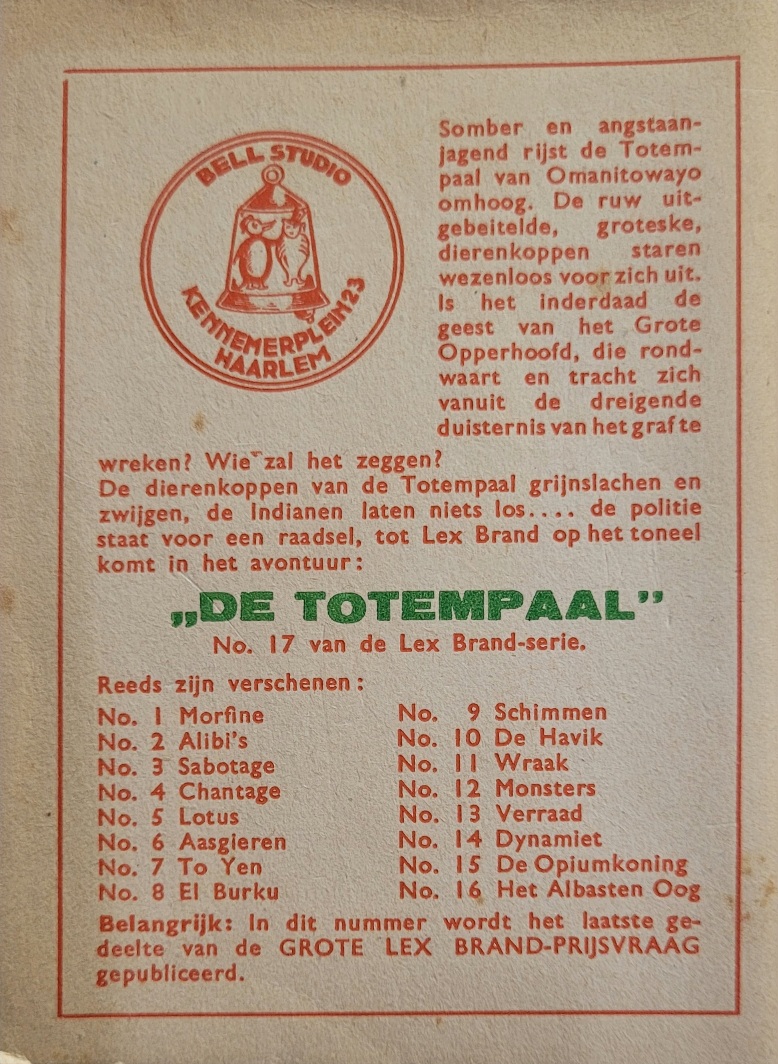 BELL STUDIO
KENNEMERPLEIN 23
HAARLEM
Somber en angstaan-
jagend rijst de Totem-
paal van Omanitowayo
omhoog. De ruw uit-
gebeitelde, groteske,
dierenkoppen staren
wezenloos voor zich uit.
Is het inderdaad de
geest van het Grote
Opperhoofd, die rond-
waart en tracht zich
vanuit de dreigende
duisternis van het graf te
wreken? Wie zal het zeggen?
De dierenkoppen van de Totempaal grijnslachen en
zwijgen, de Indianen laten niets los.... de politie
staat voor een raadsel, tot Lex Brand op het toneel
komt in het avontuur:
„DE TOTEMPAAL”
No. 17 van de Lex Brand-serie.
Reeds zijn verschenen:
No. 1 Morfine
No. 2 Alibi's
No. 3 Sabotage
No. 4 Chantage
No. 5 Lotus
No. 6 Aasgieren
No. 7 To Yen
No. 8 El Burku
No. 9 Schimmen
No. 10 De Havik
No. 11 Wraak
No. 12 Monsters
No. 13 Verraad
No. 14 Dynamiet
No. 15 De Opiumkoning
No. 16 Het Albasten Oog
Belangrijk: In dit nummer wordt het laatste ge-
deelte van de GROTE LEX BRAND-PRIJSVRAAG
gepubliceerd.